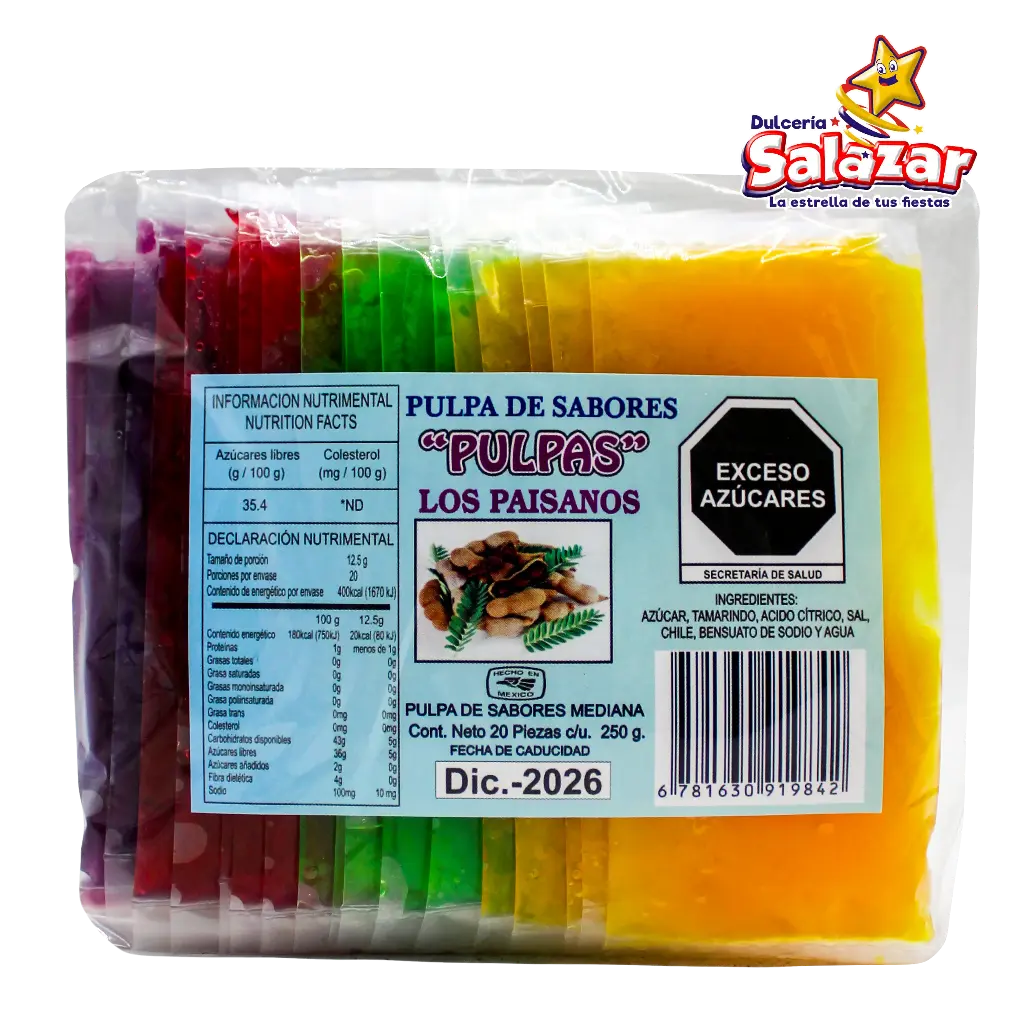 Dulcería
Salazar
La estrella de tus fiestas
INFORMACION NUTRIMENTAL
NUTRITION FACTS
Azúcares libres Colesterol
(g / 100 g) (mg / 100 g)
35.4 *ND
DECLARACIÓN NUTRIMENTAL
Tamaño de porción 12.5 g
Porciones por envase 20
Contenido de energético por envase 400kcal (1670 kJ)
100 g 12.5g
Contenido energético 180kcal (750kJ) 20kcal (80 kJ)
Proteínas 1g menos de 1g
Grasas totales 0g 0g
Grasa saturadas 0g 0g
Grasas monoinsaturada 0g 0g
Grasa poliinsaturada 0g 0g
Grasa trans 0mg 0mg
Colesterol 0mg 0mg
Carbohidratos disponibles 43g 5g
Azúcares libres 36g 5g
Azúcares añadidos 2g 0g
Fibra dietética 4g 0g
Sodio 100mg 10 mg
PULPA DE SABORES
"PULPAS"
LOS PAISANOS
HECHO EN
MEXICO
PULPA DE SABORES MEDIANA
Cont. Neto 20 Piezas c/u. 250 g.
FECHA DE CADUCIDAD
Dic.-2026
EXCESO
AZÚCARES
SECRETARÍA DE SALUD
INGREDIENTES:
AZÚCAR, TAMARINDO, ACIDO CÍTRICO, SAL,
CHILE, BENSUATO DE SODIO Y AGUA
6 781630 919842